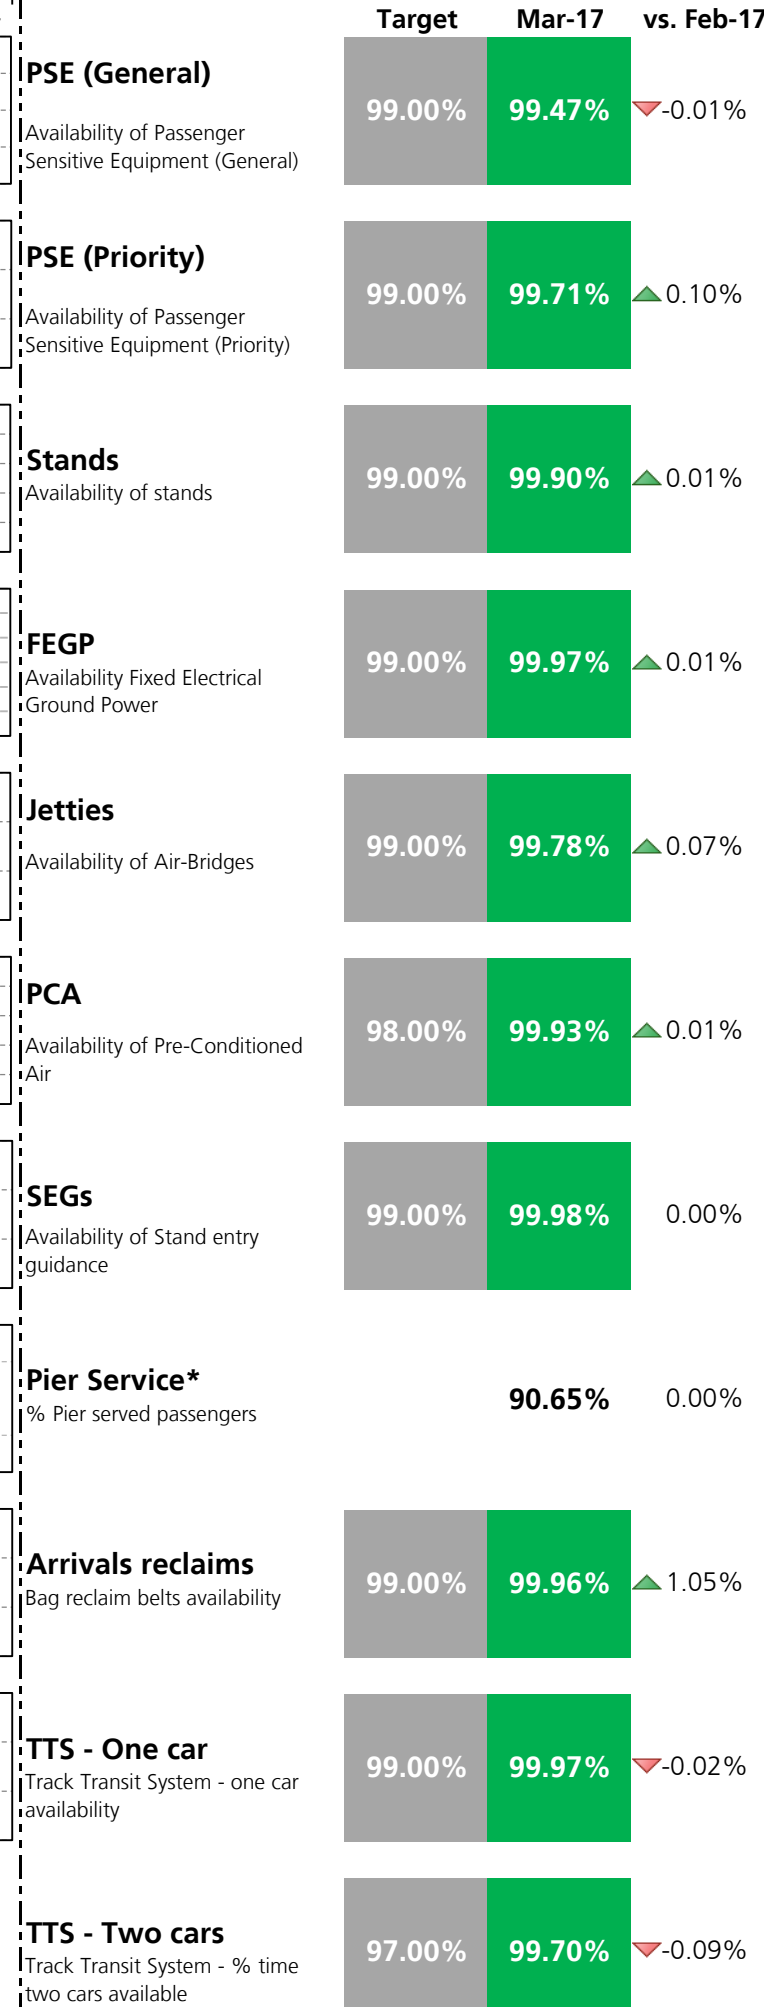 Target Mar-17 vs. Feb-17
PSE (General)
Availability of Passenger
Sensitive Equipment (General)
99.00% 99.47% -0.01%
PSE (Priority)
Availability of Passenger
Sensitive Equipment (Priority)
99.00% 99.71% 0.10%
Stands
Availability of stands
99.00% 99.90% 0.01%
FEGP
Availability Fixed Electrical
Ground Power
99.00% 99.97% 0.01%
Jetties
Availability of Air-Bridges
99.00% 99.78% 0.07%
PCA
Availability of Pre-Conditioned
Air
98.00% 99.93% 0.01%
SEGs
Availability of Stand entry
guidance
99.00% 99.98% 0.00%
Pier Service*
% Pier served passengers
90.65% 0.00%
Arrivals reclaims
Bag reclaim belts availability
99.00% 99.96% 1.05%
TTS - One car
Track Transit System - one car
availability
99.00% 99.97% -0.02%
TTS - Two cars
Track Transit System - % time
two cars available
97.00% 99.70% -0.09%